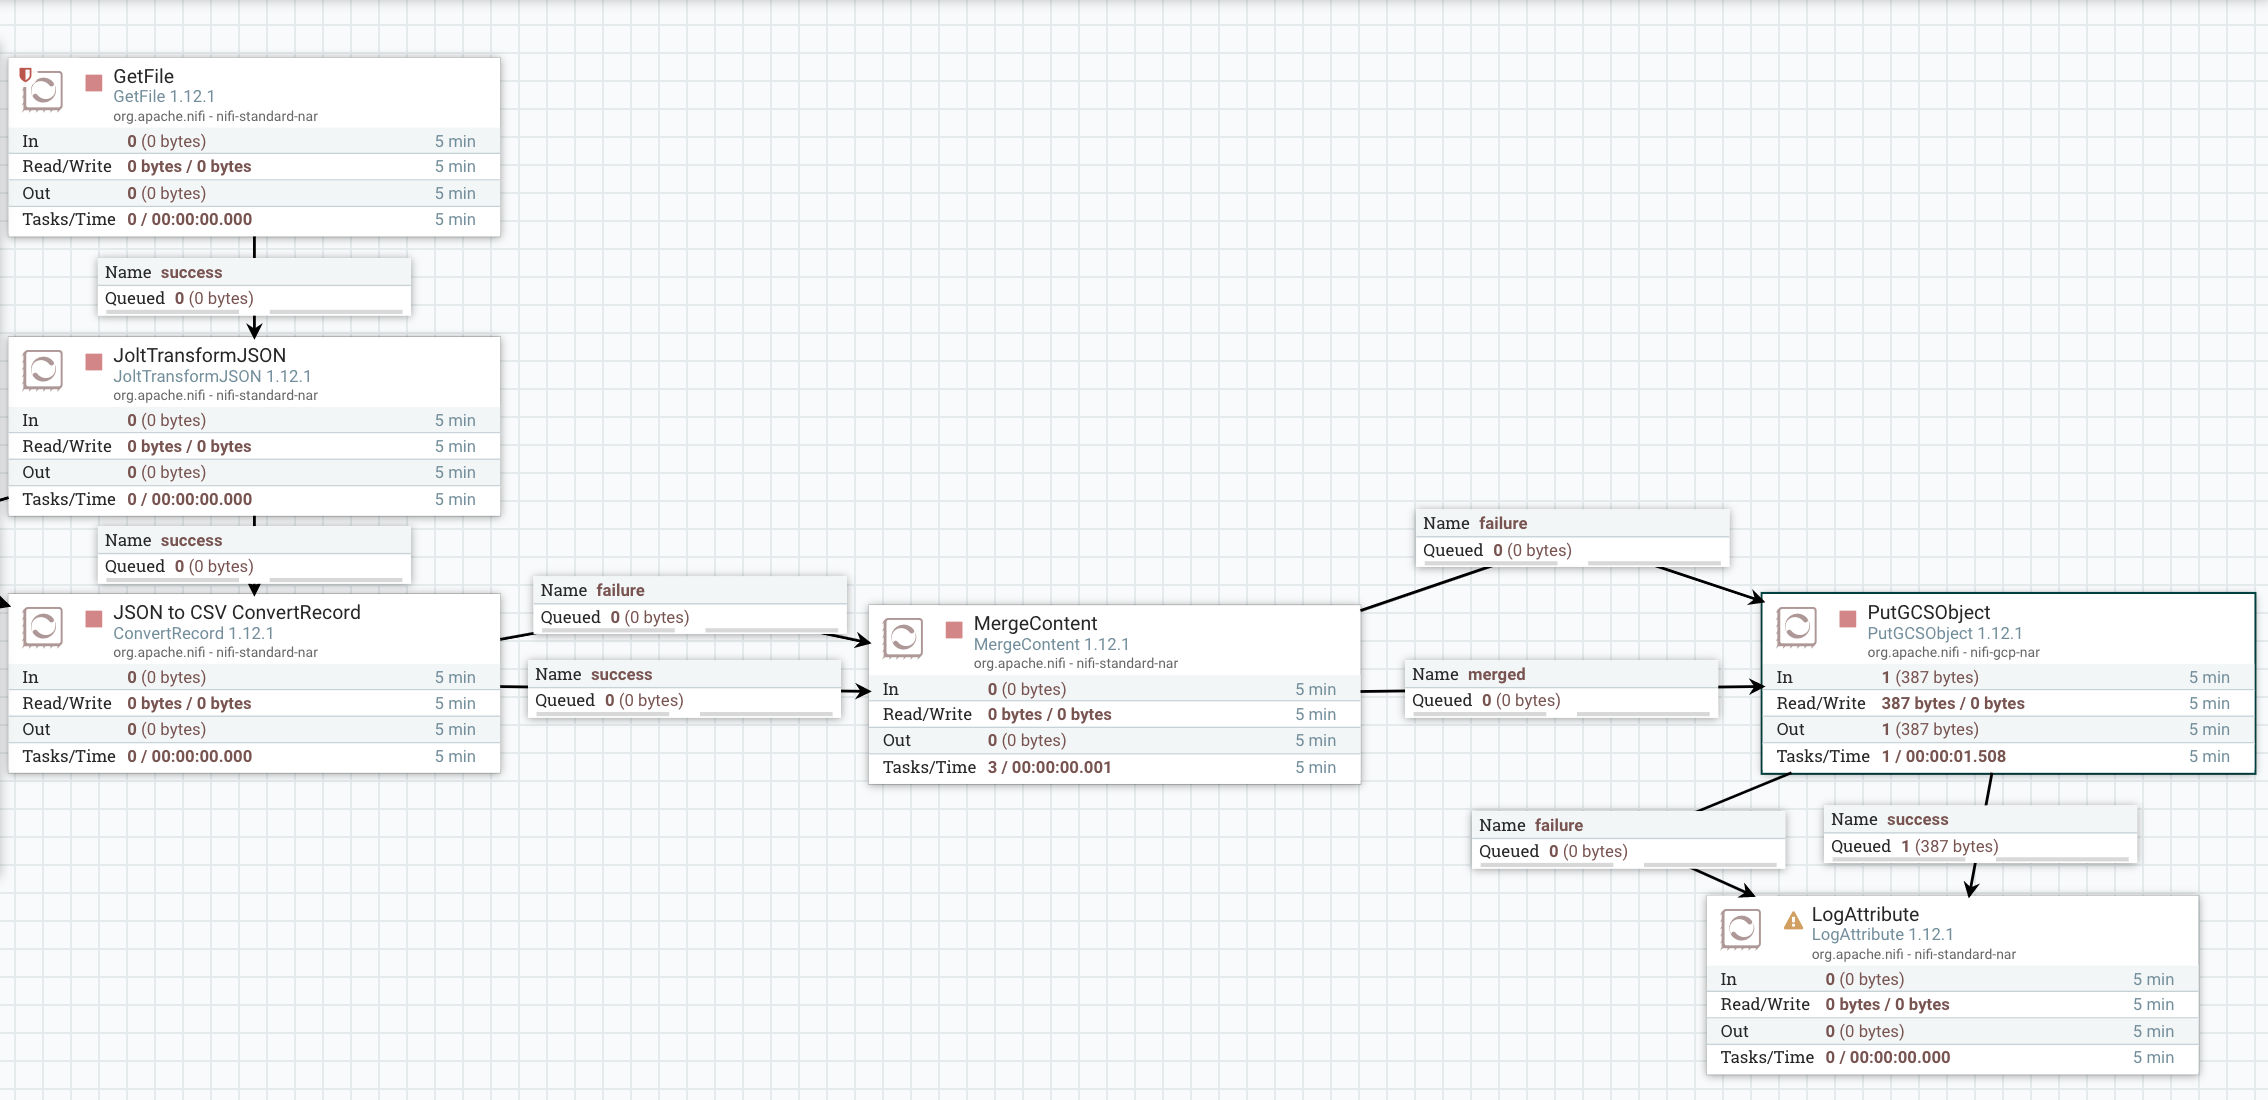 GetFile
GetFile 1.12.1
org.apache.nifi - nifi-standard-nar
In 0 (0 bytes) 5 min
Read/Write 0 bytes / 0 bytes 5 min
Out 0 (0 bytes) 5 min
Tasks/Time 0 / 00:00:00.000 5 min
Name success
Queued 0 (0 bytes)
JoltTransformJSON
JoltTransformJSON 1.12.1
org.apache.nifi - nifi-standard-nar
In 0 (0 bytes) 5 min
Read/Write 0 bytes / 0 bytes 5 min
Out 0 (0 bytes) 5 min
Tasks/Time 0 / 00:00:00.000 5 min
Name success
Queued 0 (0 bytes)
JSON to CSV ConvertRecord
ConvertRecord 1.12.1
org.apache.nifi - nifi-standard-nar
In 0 (0 bytes) 5 min
Read/Write 0 bytes / 0 bytes 5 min
Out 0 (0 bytes) 5 min
Tasks/Time 0 / 00:00:00.000 5 min
Name failure
Queued 0 (0 bytes)
Name success
Queued 0 (0 bytes)
MergeContent
MergeContent 1.12.1
org.apache.nifi - nifi-standard-nar
In 0 (0 bytes) 5 min
Read/Write 0 bytes / 0 bytes 5 min
Out 0 (0 bytes) 5 min
Tasks/Time 3 / 00:00:00.001 5 min
Name failure
Queued 0 (0 bytes)
Name merged
Queued 0 (0 bytes)
PutGCSObject
PutGCSObject 1.12.1
org.apache.nifi - nifi-gcp-nar
In 1 (387 bytes) 5 min
Read/Write 387 bytes / 0 bytes 5 min
Out 1 (387 bytes) 5 min
Tasks/Time 1 / 00:00:01.508 5 min
Name failure
Queued 0 (0 bytes)
Name success
Queued 1 (387 bytes)
LogAttribute
LogAttribute 1.12.1
org.apache.nifi - nifi-standard-nar
In 0 (0 bytes) 5 min
Read/Write 0 bytes / 0 bytes 5 min
Out 0 (0 bytes) 5 min
Tasks/Time 0 / 00:00:00.000 5 min